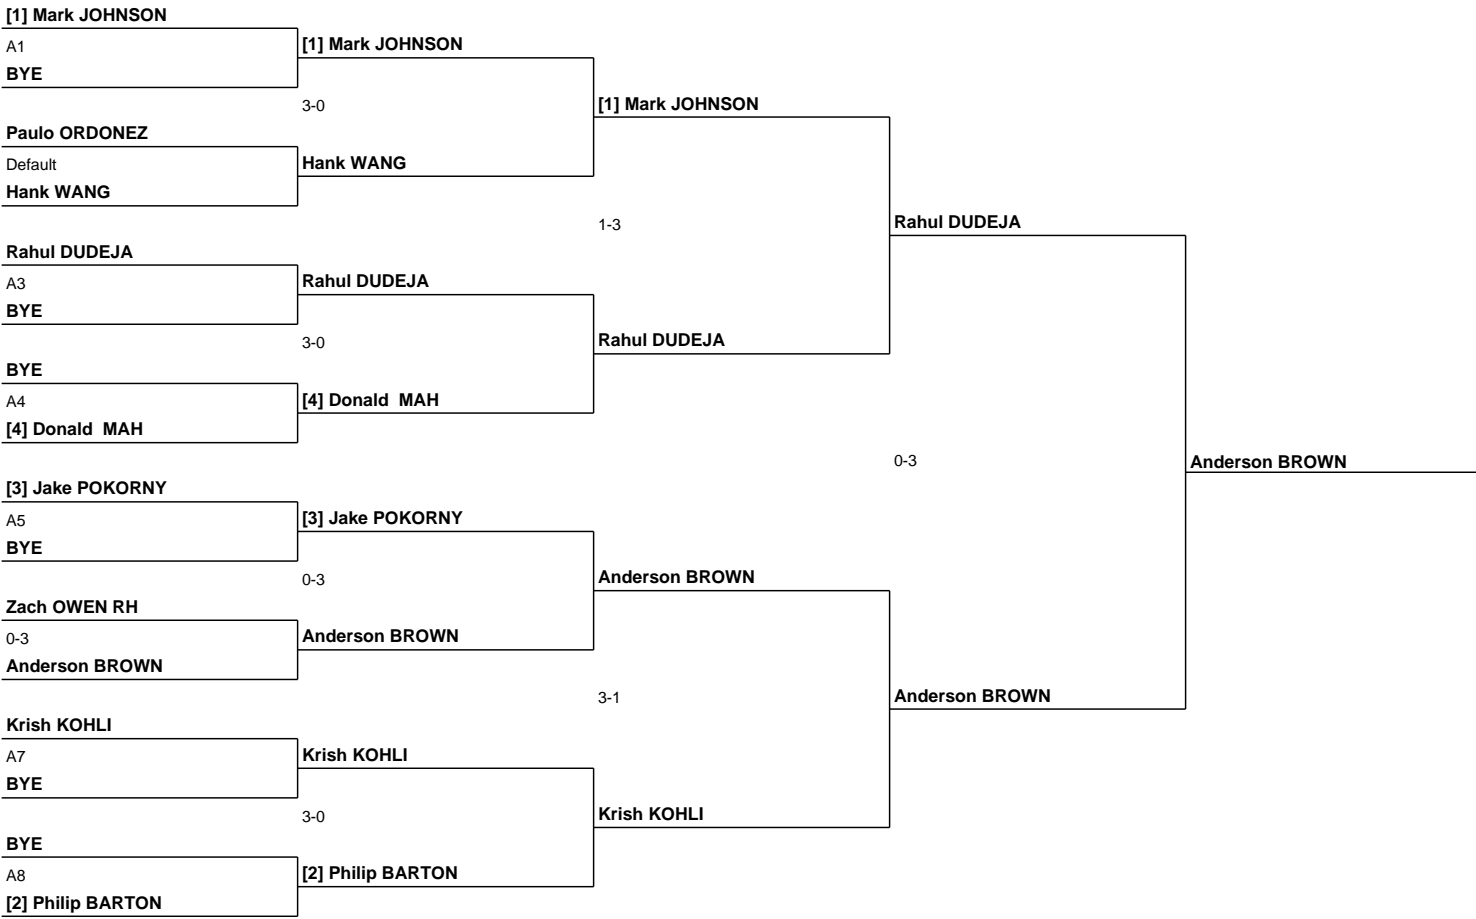 [1] Mark JOHNSON
A1
BYE
Paulo ORDONEZ
Default
Hank WANG
Rahul DUDEJA
A3
BYE
BYE
A4
[4] Donald  MAH
[3] Jake POKORNY
A5
BYE
Zach OWEN RH
0-3
Anderson BROWN
Krish KOHLI
A7
BYE
BYE
A8
[2] Philip BARTON
[1] Mark JOHNSON
3-0
Hank WANG
Rahul DUDEJA
3-0
[4] Donald  MAH
[3] Jake POKORNY
0-3
Anderson BROWN
Krish KOHLI
3-0
[2] Philip BARTON
[1] Mark JOHNSON
1-3
Rahul DUDEJA
Anderson BROWN
3-1
Krish KOHLI
Rahul DUDEJA
0-3
Anderson BROWN
Anderson BROWN